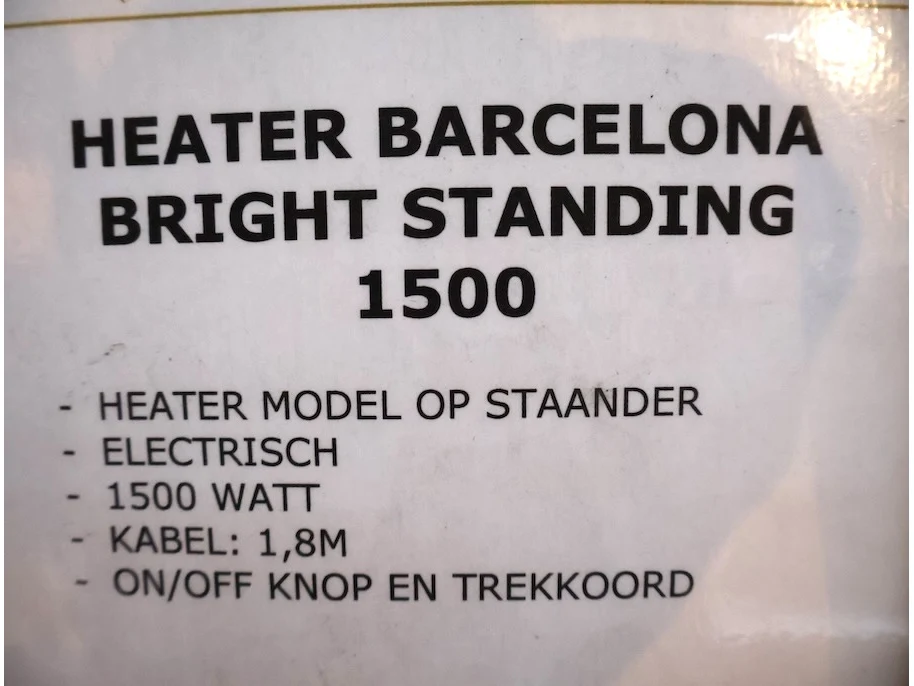 HEATER BARCELONA
BRIGHT STANDING
1500
- HEATER MODEL OP STAANDER
- ELECTRISCH
- 1500 WATT
- KABEL: 1,8M
- ON/OFF KNOP EN TREKKOORD